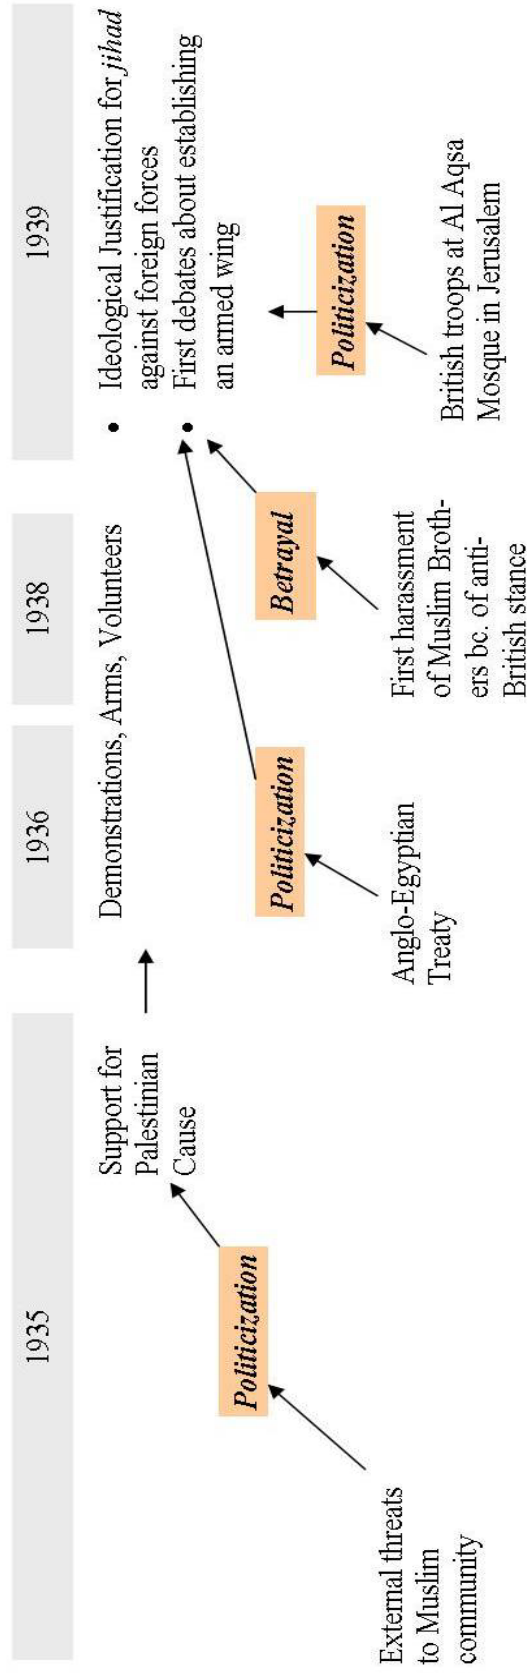 1935
1936
1938
1939
Support for
Palestinian
Cause
Demonstrations, Arms, Volunteers
• Ideological Justification for jihad
against foreign forces
• First debates about establishing
an armed wing
Politicization
Politicization
Betrayal
Politicization
External threats
to Muslim
community
Anglo-Egyptian
Treaty
First harassment
of Muslim Broth-
ers bc. of anti-
British stance
British troops at Al Aqsa
Mosque in Jerusalem